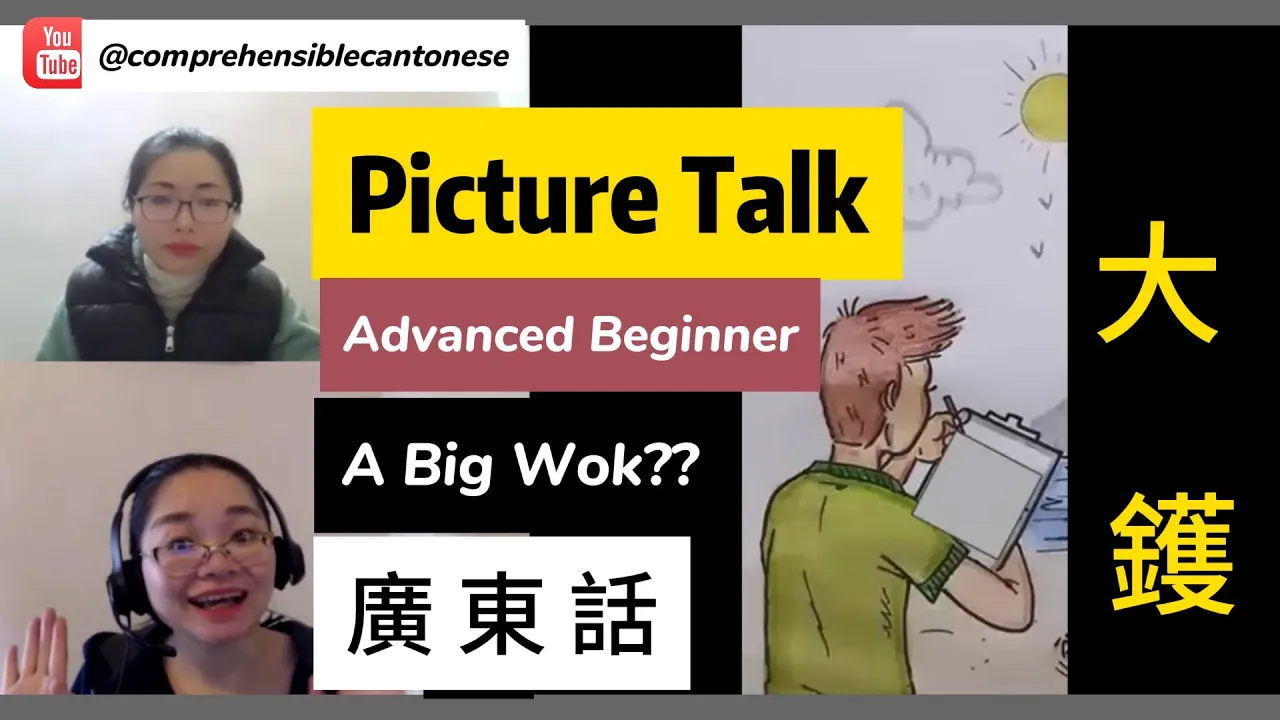 You
Tube
@comprehensiblecantonese
Picture Talk
Advanced Beginner
A Big Wok??
廣東話
大
鑊